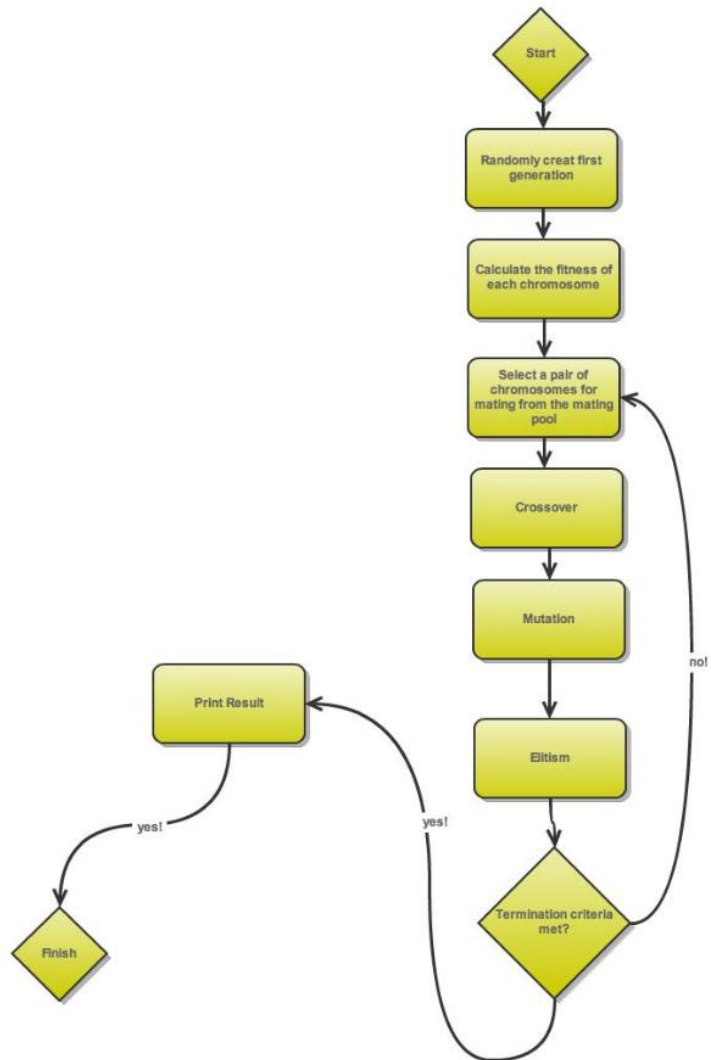 Start
Randomly creat first
generation
Calculate the fitness of
each chromosome
Select a pair of
chromosomes for
mating from the mating
pool
Crossover
Mutation
no!
Print Result
Elitism
yes!
yes!
Termination criteria
met?
Finish